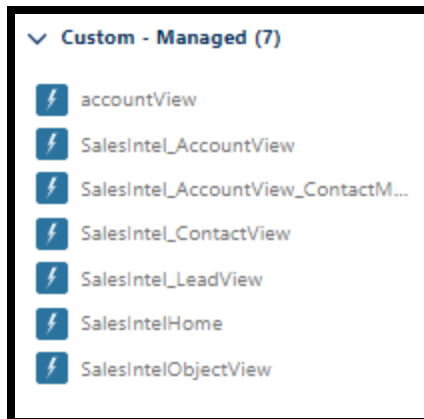 Custom - Managed (7)
accountView
SalesIntel_AccountView
SalesIntel_AccountView_ContactM...
SalesIntel_ContactView
SalesIntel_LeadView
SalesIntelHome
SalesIntelObjectView